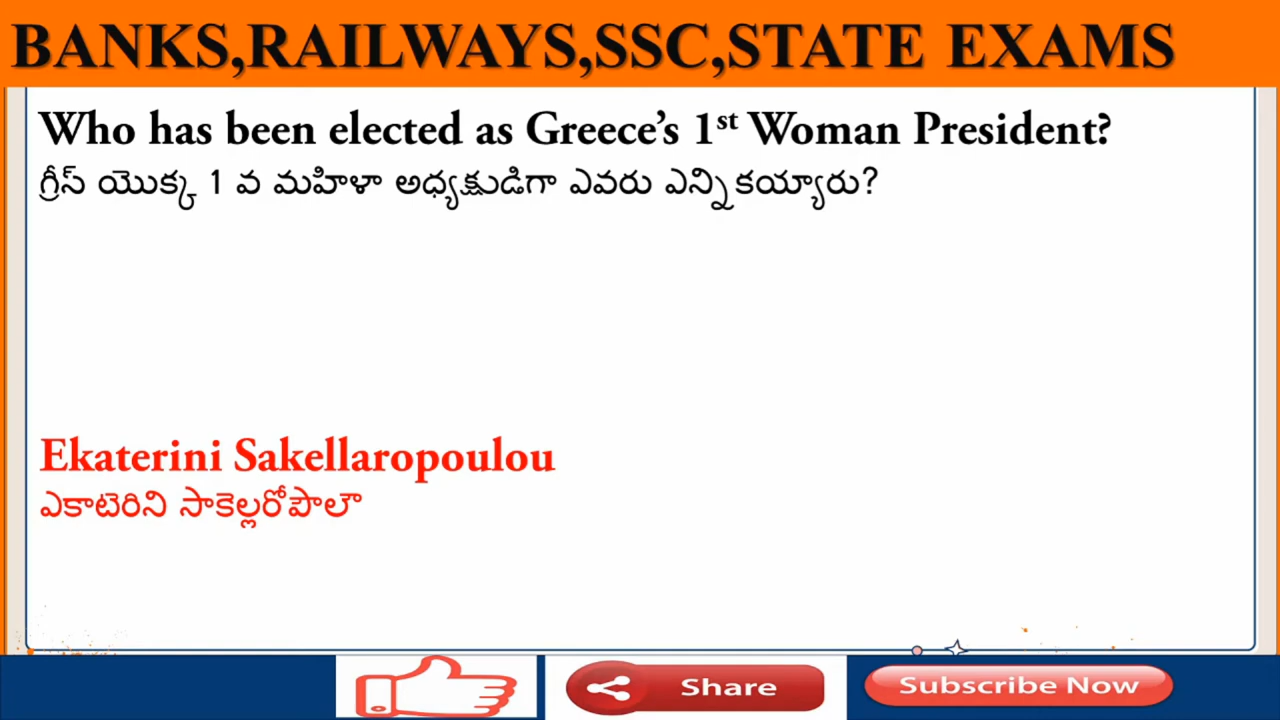 BANKS,RAILWAYS,SSC,STATE EXAMS
Who has been elected as Greece’s 1st Woman President?
గ్రీస్ యొక్క 1 వ మహిళా అధ్యక్షుడిగా ఎవరు ఎన్నికయ్యారు?
Ekaterini Sakellaropoulou
ఎకాటెరిని సాకెల్లరోపౌలౌ
Share
Subscribe Now